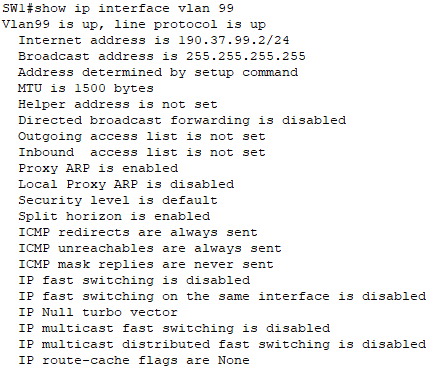 SW1#show ip interface vlan 99
Vlan99 is up, line protocol is up
Internet address is 190.37.99.2/24
Broadcast address is 255.255.255.255
Address determined by setup command
MTU is 1500 bytes
Helper address is not set
Directed broadcast forwarding is disabled
Outgoing access list is not set
Inbound  access list is not set
Proxy ARP is enabled
Local Proxy ARP is disabled
Security level is default
Split horizon is enabled
ICMP redirects are always sent
ICMP unreachables are always sent
ICMP mask replies are never sent
IP fast switching is disabled
IP fast switching on the same interface is disabled
IP Null turbo vector
IP multicast fast switching is disabled
IP multicast distributed fast switching is disabled
IP route-cache flags are None